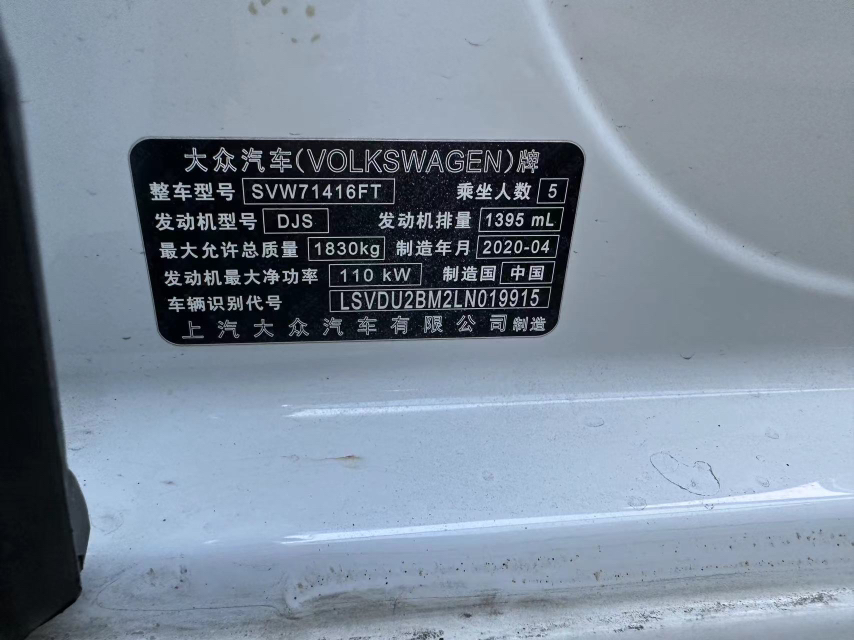 大众汽车(VOLKSWAGEN)牌
整车型号 SVW71416FT 乘坐人数 5
发动机型号 DJS 发动机排量 1395 mL
最大允许总质量 1830kg 制造年月 2020-04
发动机最大净功率 110 kW 制造国 中国
车辆识别代号 LSVDU2BM2LN019915
上汽大众汽车有限公司制造